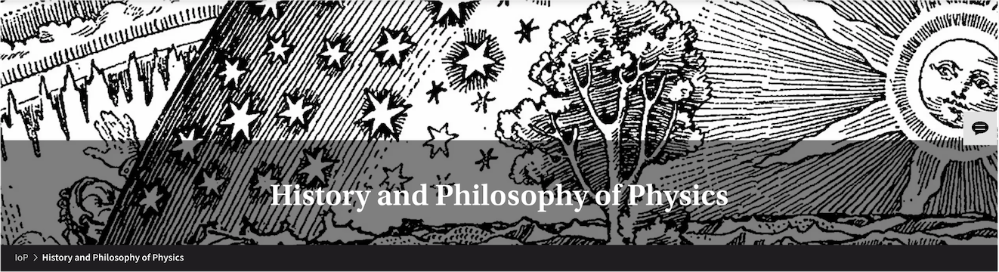 History and Philosophy of Physics
IoP > History and Philosophy of Physics